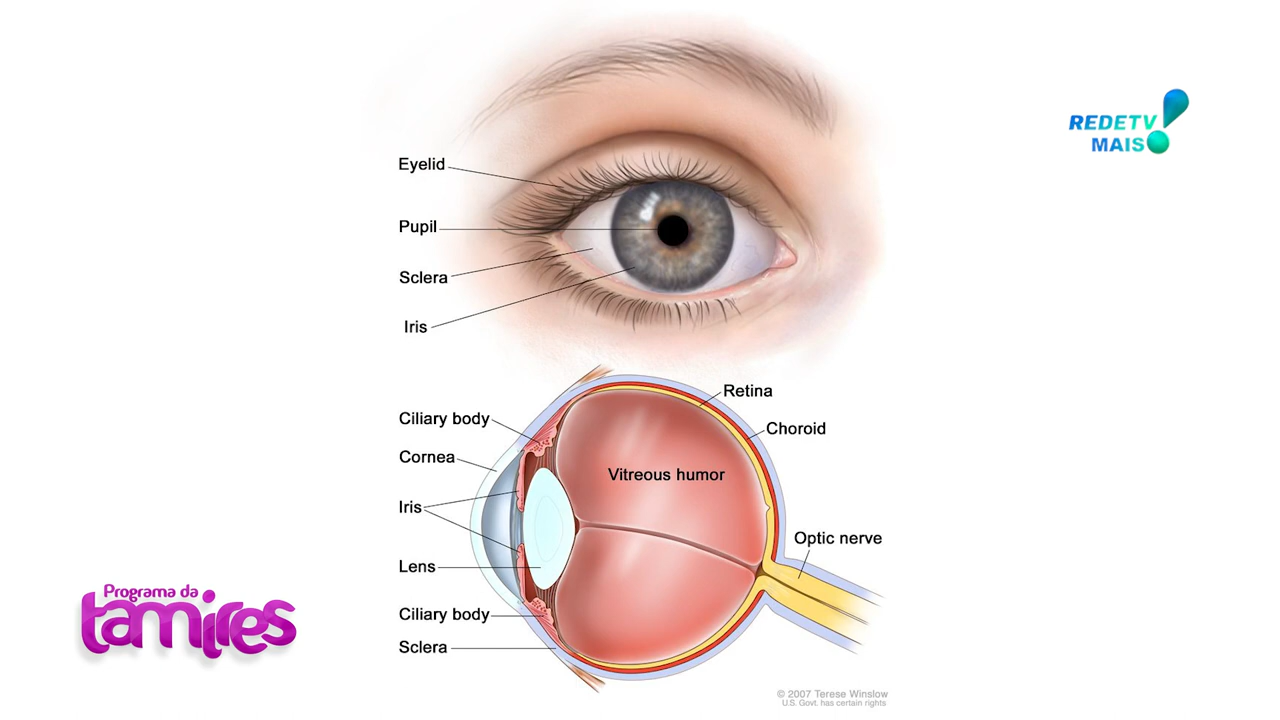 REDETV
MAIS
Eyelid
Pupil
Sclera
Iris
Retina
Ciliary body
Choroid
Cornea
Vitreous humor
Iris
Optic nerve
Lens
Ciliary body
Sclera
Programa da
tamires
© 2007 Terese Winslow
U.S. Govt. has certain rights